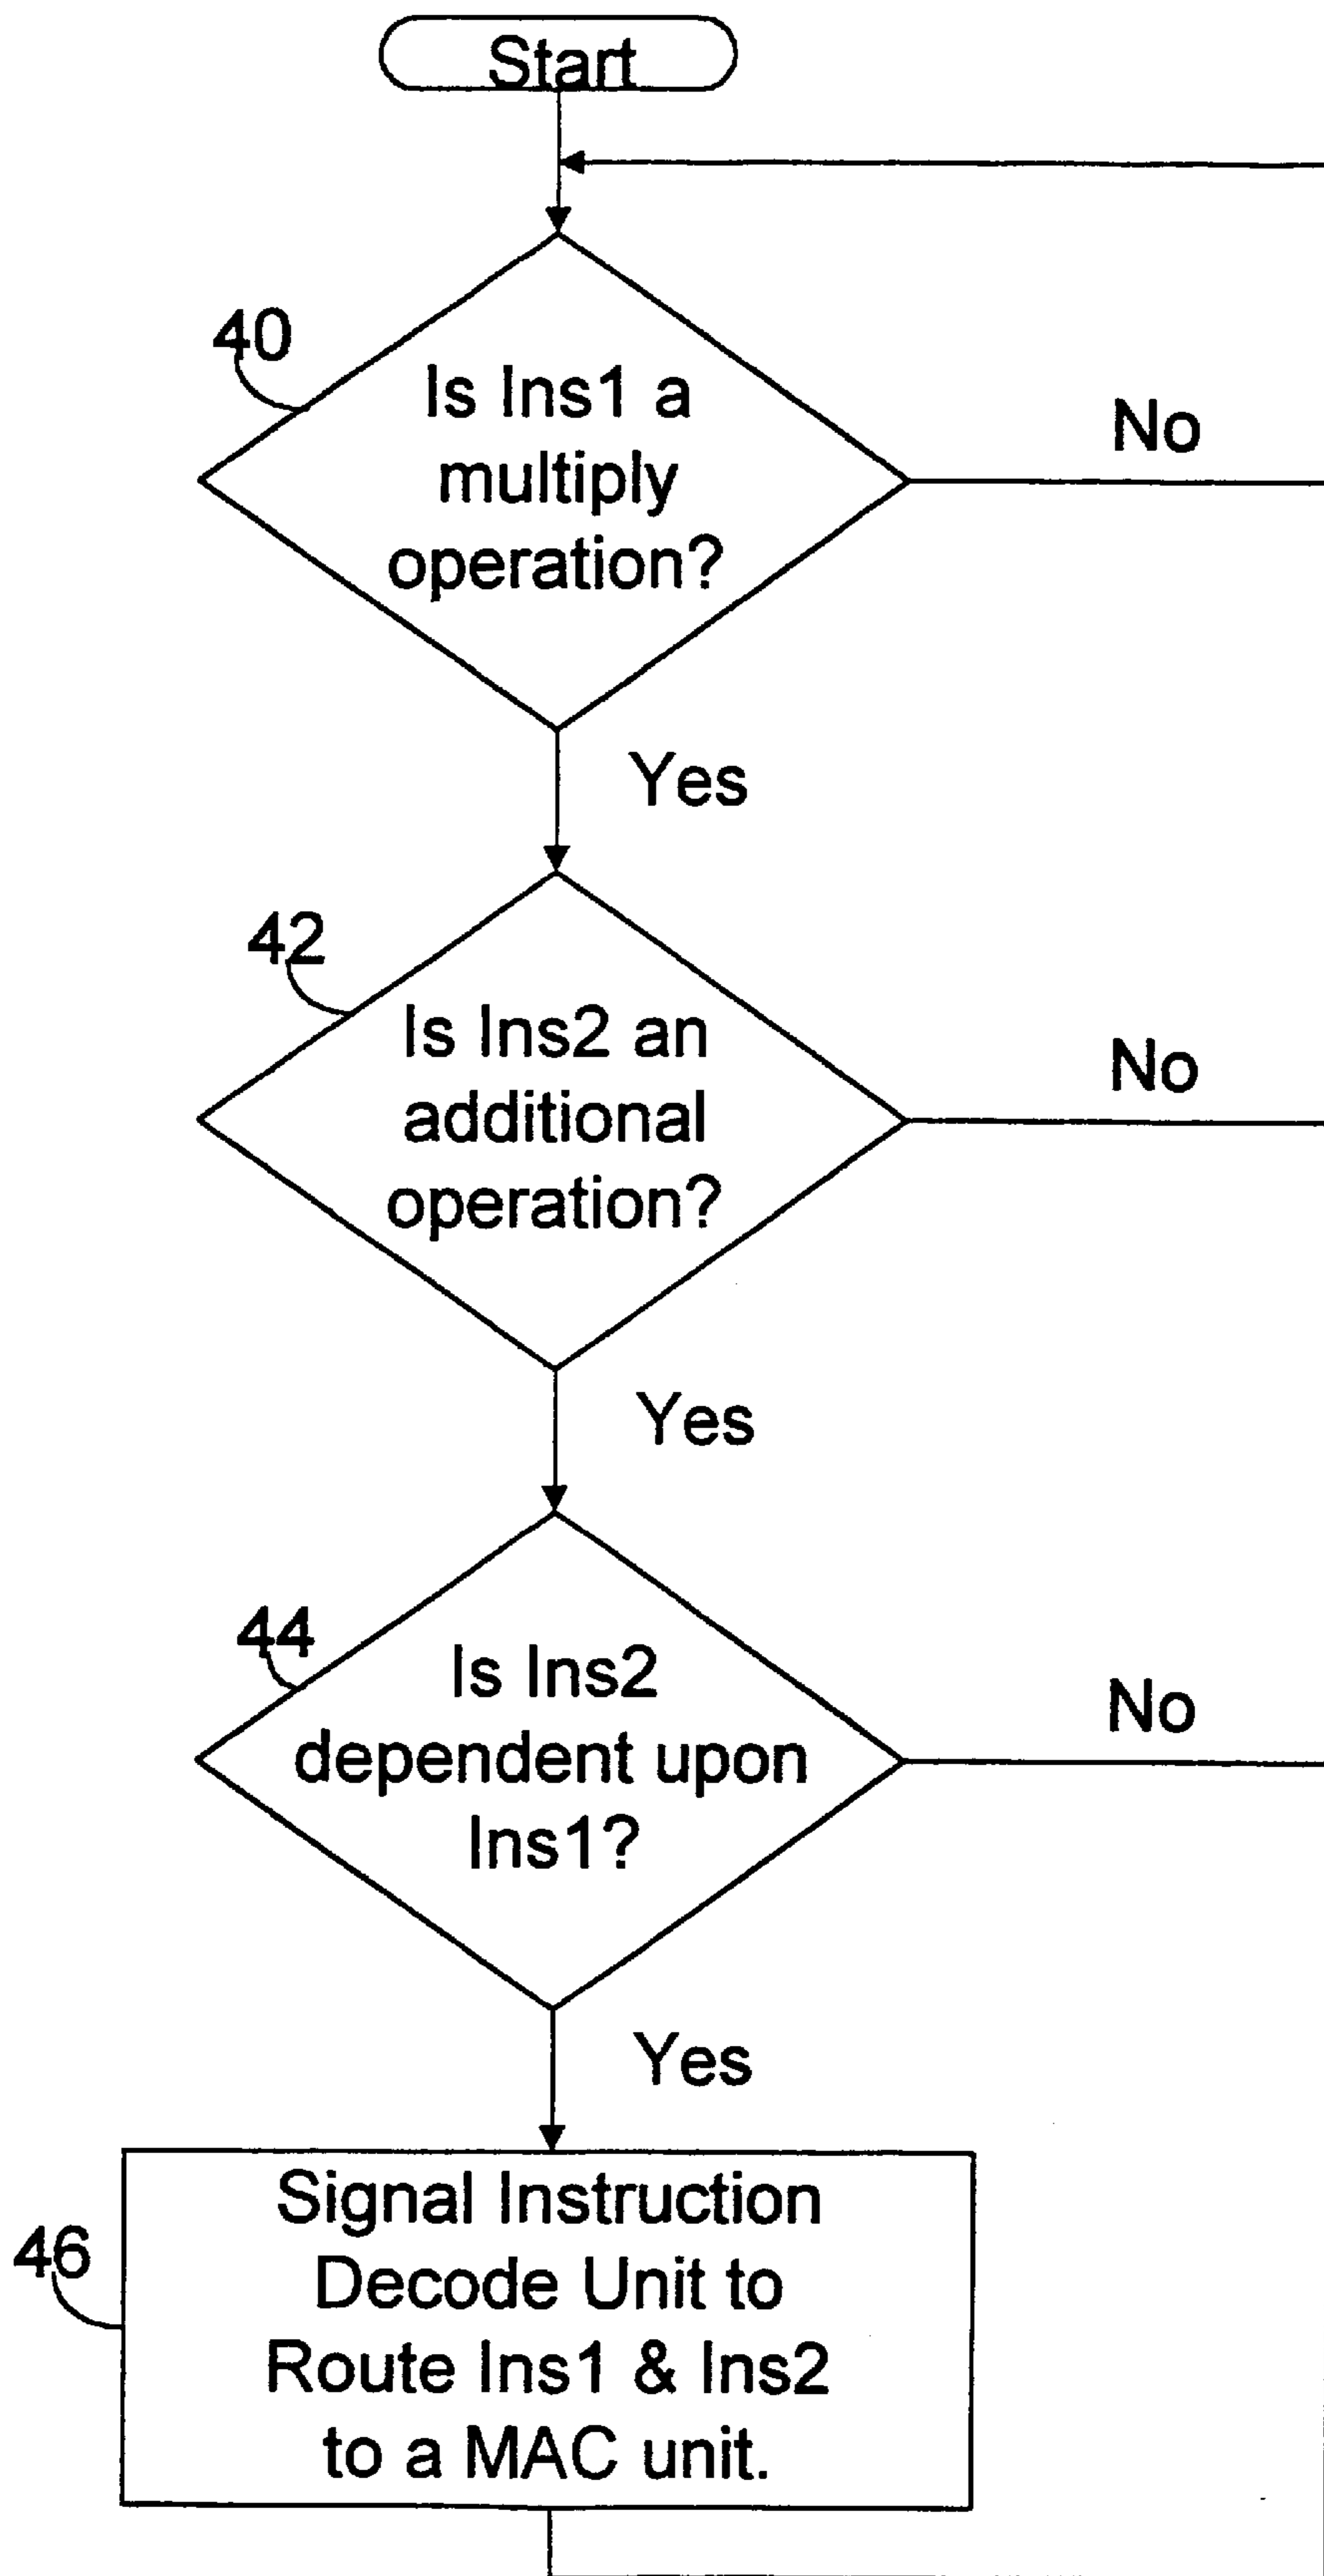 Start
40
Is Ins1 a
multiply
operation?
No
Yes
42
Is Ins2 an
additional
operation?
No
Yes
44
Is Ins2
dependent upon
Ins1?
No
Yes
46
Signal Instruction
Decode Unit to
Route Ins1 & Ins2
to a MAC unit.